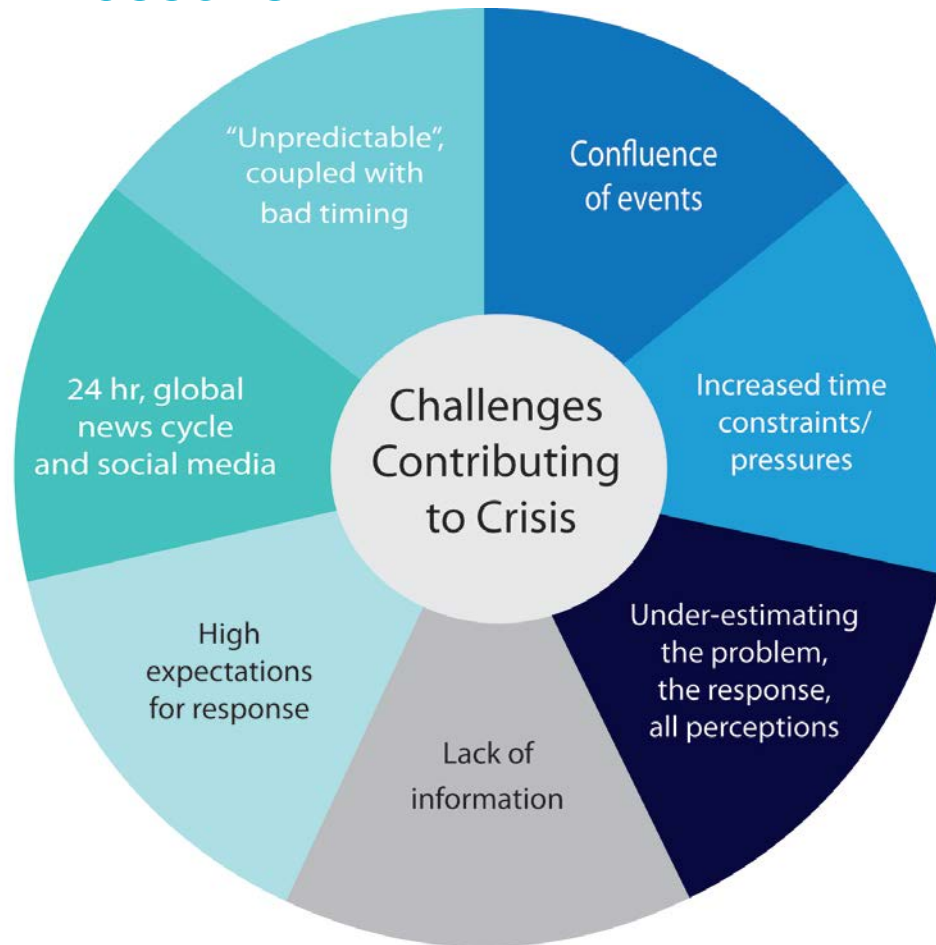 Challenges
Contributing
to Crisis
Confluence
of events
Increased time
constraints/
pressures
Under-estimating
the problem,
the response,
all perceptions
Lack of
information
High
expectations
for response
24 hr, global
news cycle
and social media
“Unpredictable”,
coupled with
bad timing